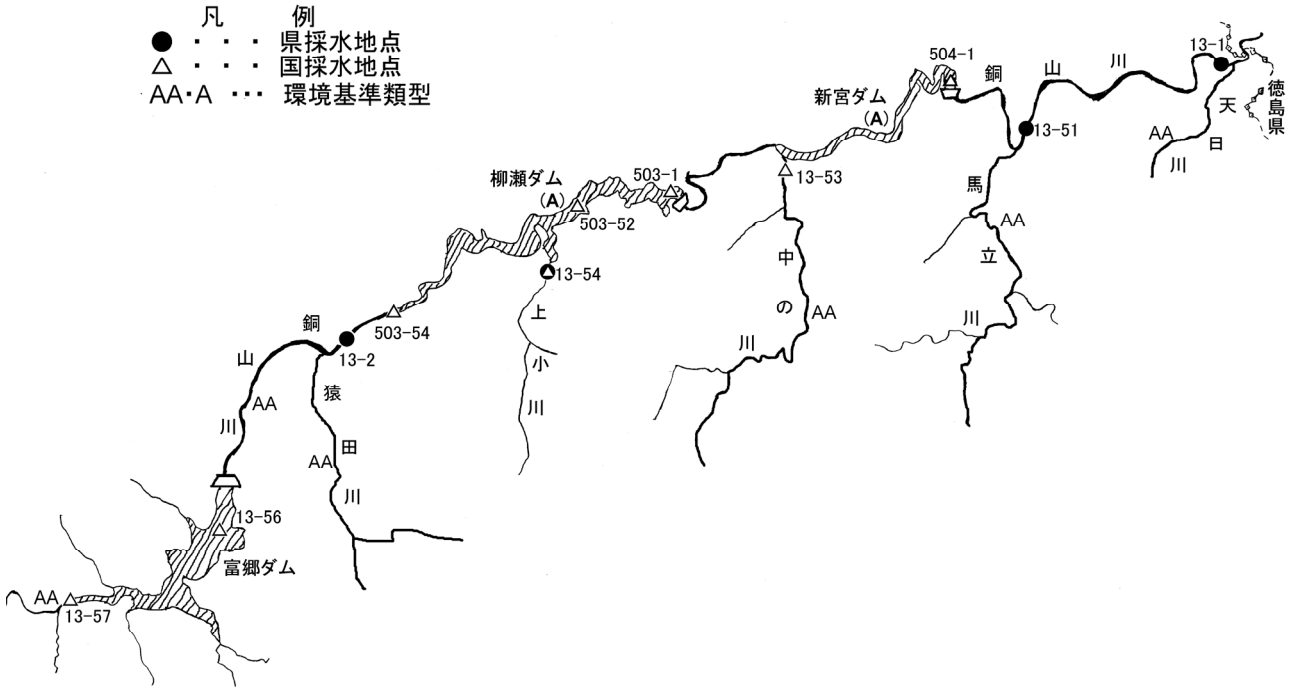 凡 例
● ・ ・ ・ 県採水地点
△ ・ ・ ・ 国採水地点
AA・A ・・・ 環境基準類型
504-1
銅山川
13-1
徳島県
新宮ダム
(A)
13-51
天日川
AA
柳瀬ダム
(A)
503-1
13-53
503-52
馬立川
AA
13-54
中の川
AA
上小川
503-54
銅山川
AA
13-2
猿田川
AA
13-56
富郷ダム
AA
13-57